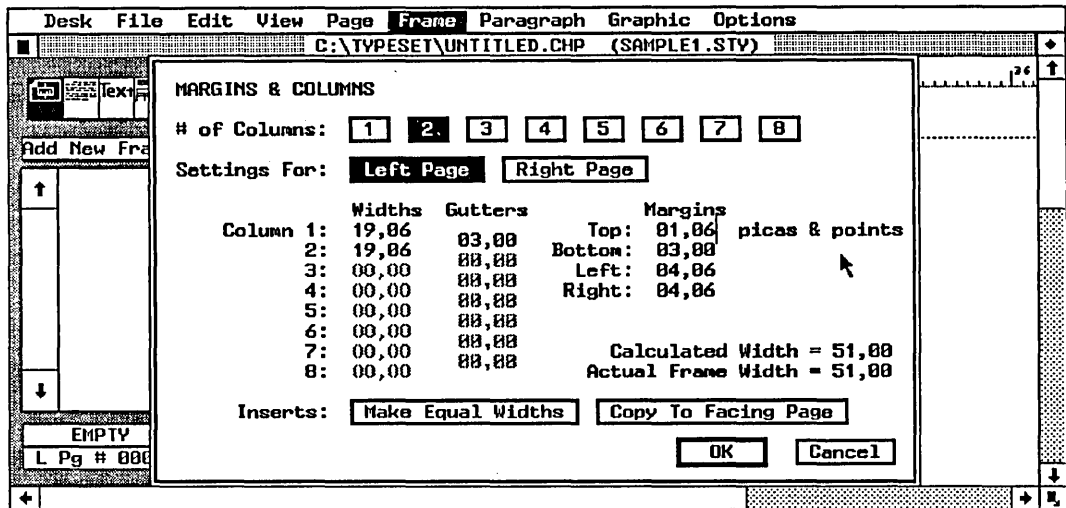 Desk File Edit View Page Frame Paragraph Graphic Options
C:\TYPESET\UNTITLED.CHP (SAMPLE1.STY)
Text
36
Add New Fra
MARGINS & COLUMNS
# of Columns: 1 2. 3 4 5 6 7 8
Settings For: Left Page Right Page
Widths Gutters Margins
Column 1: 19,06 03,00 Top: 01,06 picas & points
2: 19,06 00,00 Bottom: 03,00
3: 00,00 00,00 Left: 04,06
4: 00,00 00,00 Right: 04,06
5: 00,00 00,00
6: 00,00 00,00
7: 00,00 00,00 Calculated Width = 51,00
8: 00,00 Actual Frame Width = 51,00
Inserts: Make Equal Widths Copy To Facing Page
OK Cancel
EMPTY
L Pg # 000